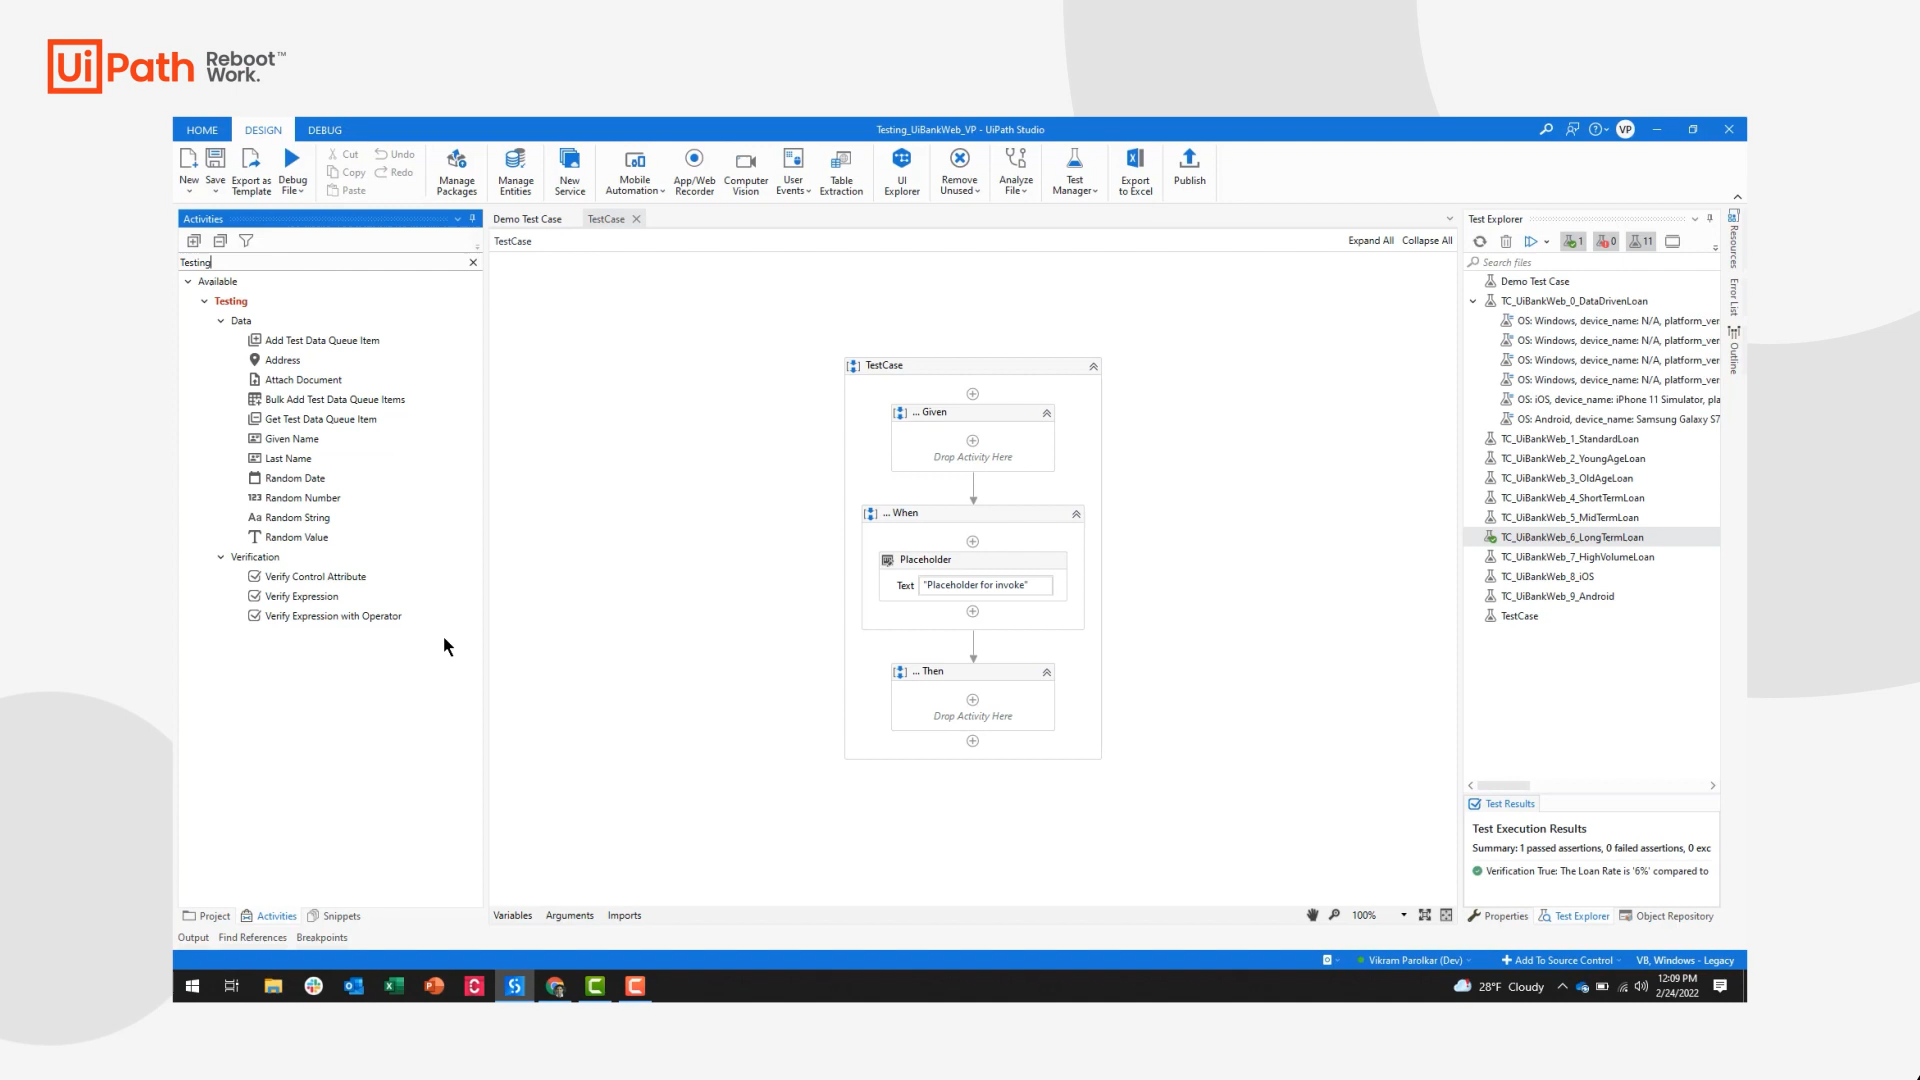 UiPath Reboot™
Work.
HOME DESIGN DEBUG
Testing_UiBankWeb_VP - UiPath Studio
VP
New Save Export as Template Debug File
Cut Copy Paste Undo Redo
Manage Packages
Manage Entities
New Service
Mobile Automation
App/Web Recorder
Computer Vision
User Events
Table Extraction
UI Explorer
Remove Unused
Analyze File
Test Manager
Export to Excel
Publish
Activities
Testing
Available
Testing
Data
Add Test Data Queue Item
Address
Attach Document
Bulk Add Test Data Queue Items
Get Test Data Queue Item
Given Name
Last Name
Random Date
123 Random Number
Aa Random String
Random Value
Verification
Verify Control Attribute
Verify Expression
Verify Expression with Operator
Project Activities Snippets
Output Find References Breakpoints
Demo Test Case TestCase
TestCase
Expand All Collapse All
TestCase
... Given
Drop Activity Here
... When
Placeholder
Text "Placeholder for invoke"
... Then
Drop Activity Here
Variables Arguments Imports
100%
Test Explorer
1 0 11
Search files
Demo Test Case
TC_UiBankWeb_0_DataDrivenLoan
OS: Windows, device_name: N/A, platform_ver
OS: Windows, device_name: N/A, platform_ver
OS: Windows, device_name: N/A, platform_ver
OS: Windows, device_name: N/A, platform_ver
OS: iOS, device_name: iPhone 11 Simulator, pla
OS: Android, device_name: Samsung Galaxy S7
TC_UiBankWeb_1_StandardLoan
TC_UiBankWeb_2_YoungAgeLoan
TC_UiBankWeb_3_OldAgeLoan
TC_UiBankWeb_4_ShortTermLoan
TC_UiBankWeb_5_MidTermLoan
TC_UiBankWeb_6_LongTermLoan
TC_UiBankWeb_7_HighVolumeLoan
TC_UiBankWeb_8_iOS
TC_UiBankWeb_9_Android
TestCase
Test Results
Test Execution Results
Summary: 1 passed assertions, 0 failed assertions, 0 exc
Verification True: The Loan Rate is '6%' compared to
Properties Test Explorer Object Repository
Resources
Error List
Outline
Vikram Parolkar (Dev) Add To Source Control VB, Windows - Legacy
28°F Cloudy
12:09 PM
2/24/2022